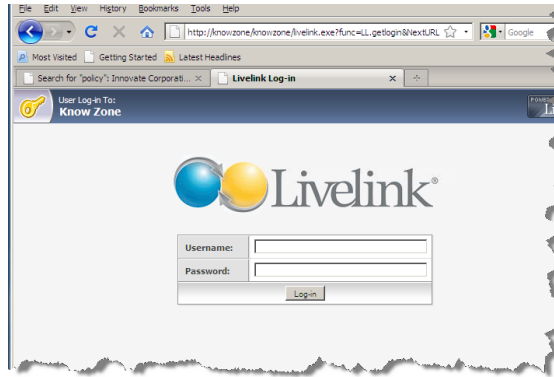 File Edit View History Bookmarks Tools Help
http://knowzone/knowzone/livelink.exe?func=LL.getlogin&NextURL
Google
Most Visited Getting Started Latest Headlines
Search for "policy": Innovate Corporati... Livelink Log-in
User Log-in To:
Know Zone
Livelink®
Username:
Password:
Log-in